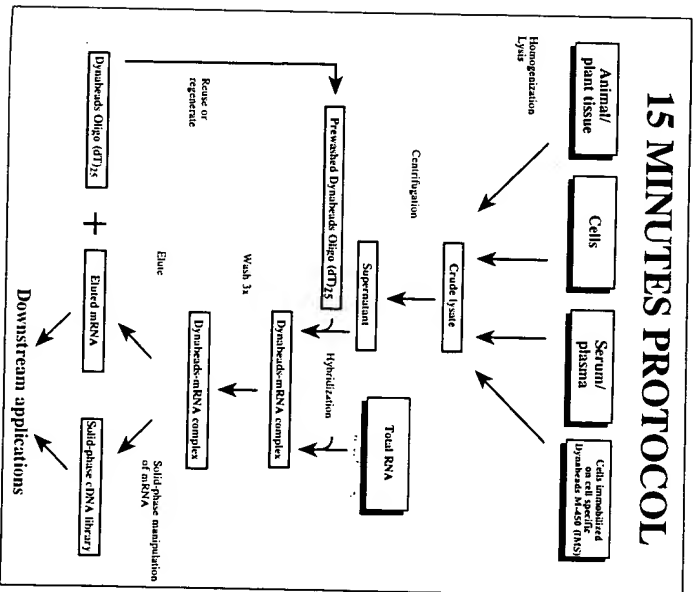 15 MINUTES PROTOCOL
Animal/
plant tissue
Cells
Serum/
plasma
Cells immobilized
on cell specific
Dynabeads M-450 (IMS)
Homogenization
Lysis
Crude lysate
Centrifugation
Supernatant
Total RNA
Prewashed Dynabeads Oligo (dT)25
Hybridization
Dynabeads-mRNA complex
Reuse or
regenerate
Wash 3x
Dynabeads-mRNA complex
Elute
Solid-phase manipulation
of mRNA
Dynabeads Oligo (dT)25
+
Eluted mRNA
Solid-phase cDNA library
Downstream applications